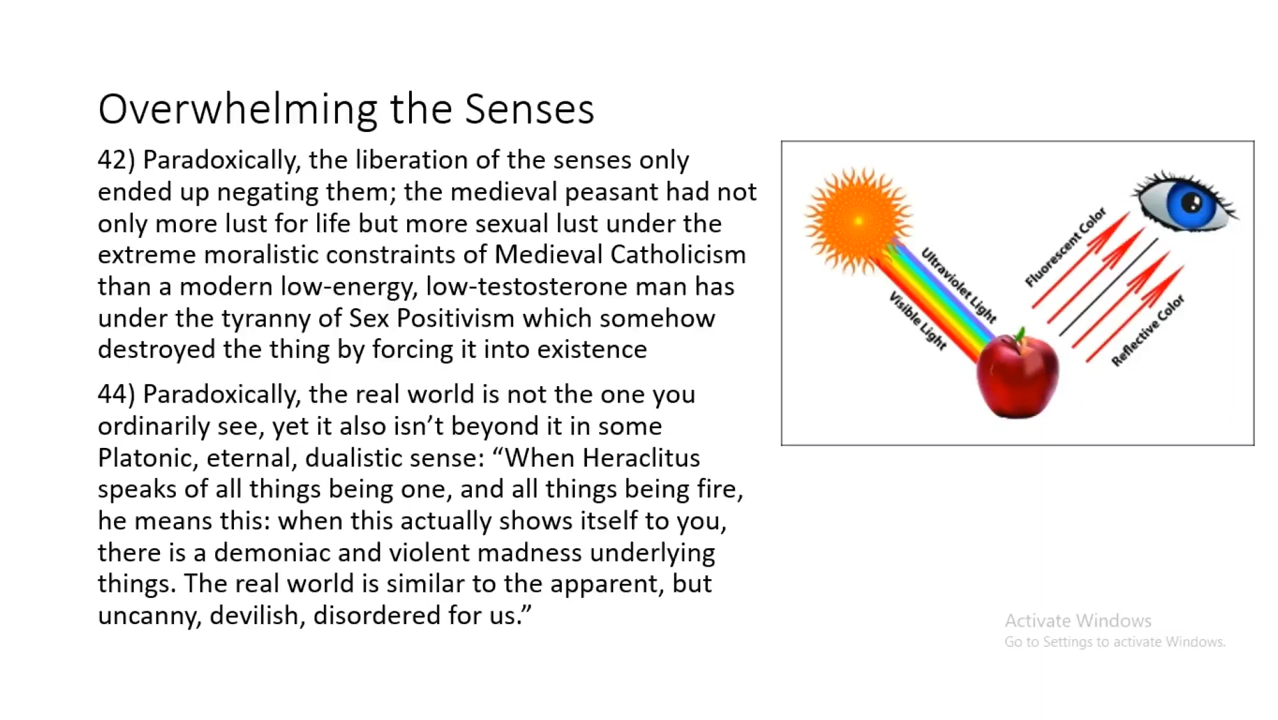 Overwhelming the Senses
42) Paradoxically, the liberation of the senses only
ended up negating them; the medieval peasant had not
only more lust for life but more sexual lust under the
extreme moralistic constraints of Medieval Catholicism
than a modern low-energy, low-testosterone man has
under the tyranny of Sex Positivism which somehow
destroyed the thing by forcing it into existence
44) Paradoxically, the real world is not the one you
ordinarily see, yet it also isn’t beyond it in some
Platonic, eternal, dualistic sense: “When Heraclitus
speaks of all things being one, and all things being fire,
he means this: when this actually shows itself to you,
there is a demoniac and violent madness underlying
things. The real world is similar to the apparent, but
uncanny, devilish, disordered for us.”
Ultraviolet Light
Visible Light
Fluorescent Color
Reflective Color
Activate Windows
Go to Settings to activate Windows.